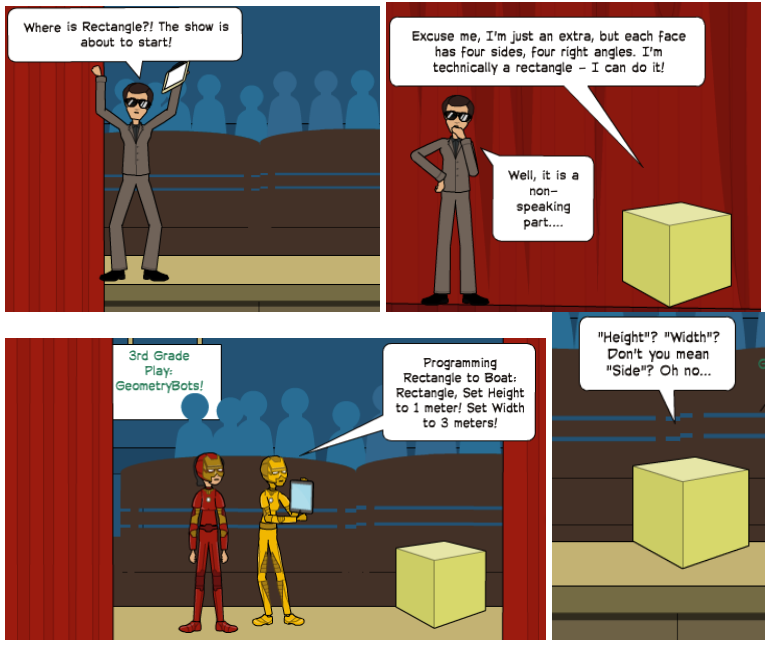 Where is Rectangle?! The show is
about to start!
Excuse me, I'm just an extra, but each face
has four sides, four right angles. I'm
technically a rectangle – I can do it!
Well, it is a
non–
speaking
part....
3rd Grade
Play:
GeometryBots!
Programming
Rectangle to Boat:
Rectangle, Set Height
to 1 meter! Set Width
to 3 meters!
"Height"? "Width"?
Don't you mean
"Side"? Oh no...